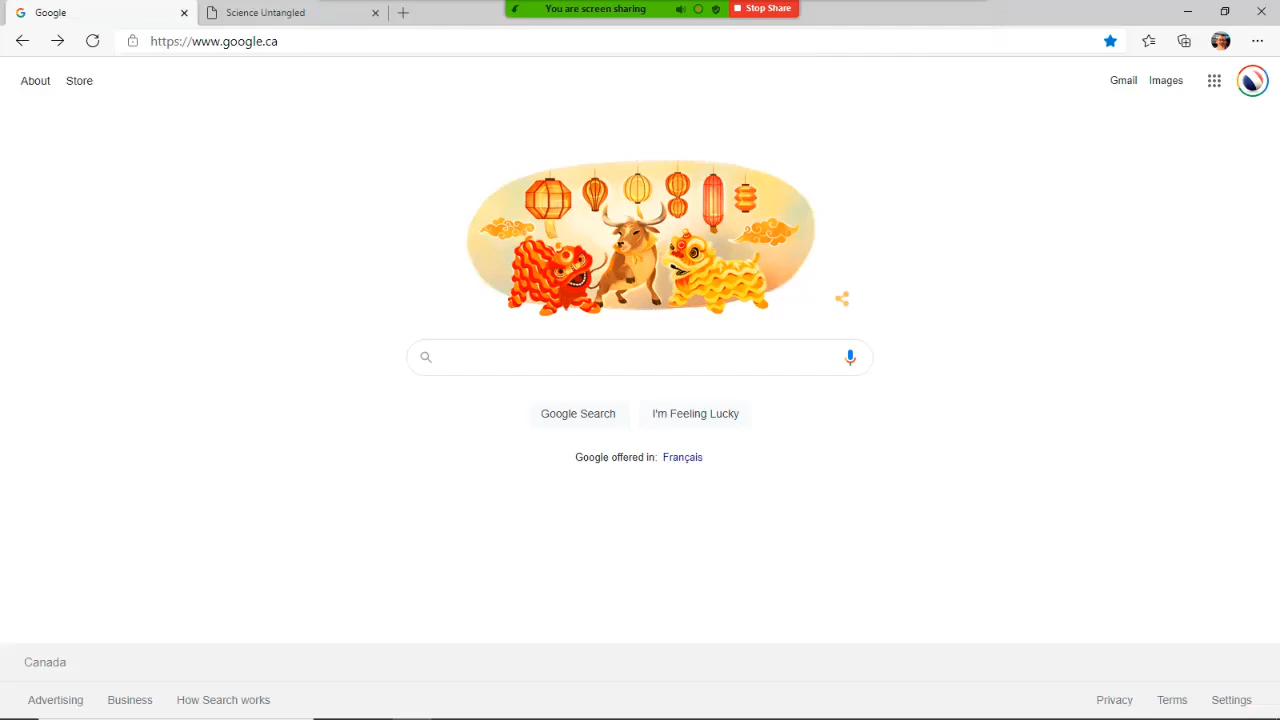 Google
Science Untangled
You are screen sharing
Stop Share
https://www.google.ca
About
Store
Gmail
Images
Google Search
I'm Feeling Lucky
Google offered in: Français
Canada
Advertising
Business
How Search works
Privacy
Terms
Settings